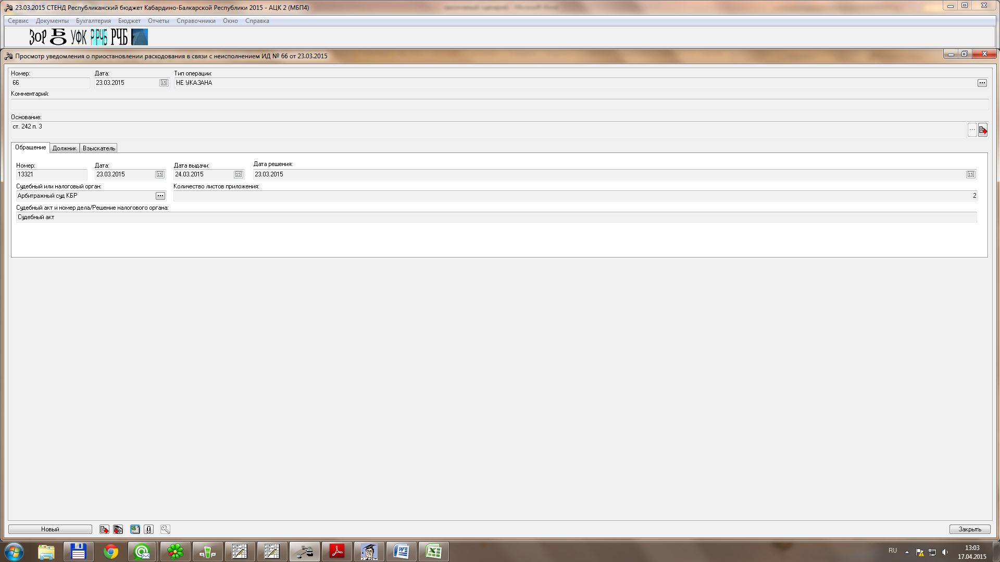 23.03.2015 СТЕНД Республиканский бюджет Кабардино-Балкарской Республики 2015 - АЦК 2 (МБП4)
Сервис Документы Бухгалтерия Бюджет Отчеты Справочники Окно Справка
ЗОР БО УФК РРЧБ РЧБ
Просмотр уведомления о приостановлении расходования в связи с неисполнением ИД № 66 от 23.03.2015
Номер: Дата: Тип операции:
66 23.03.2015 15 НЕ УКАЗАНА
Комментарий:
Основание:
ст. 242 п. 3
Обращение Должник Взыскатель
Номер: Дата: Дата выдачи: Дата решения:
13321 23.03.2015 15 24.03.2015 15 23.03.2015 15
Судебный или налоговый орган: Количество листов приложения:
Арбитражный суд КБР 2
Судебный акт и номер дела/Решение налогового органа:
Судебный акт
Новый Закрыть
RU 13:03
17.04.2015